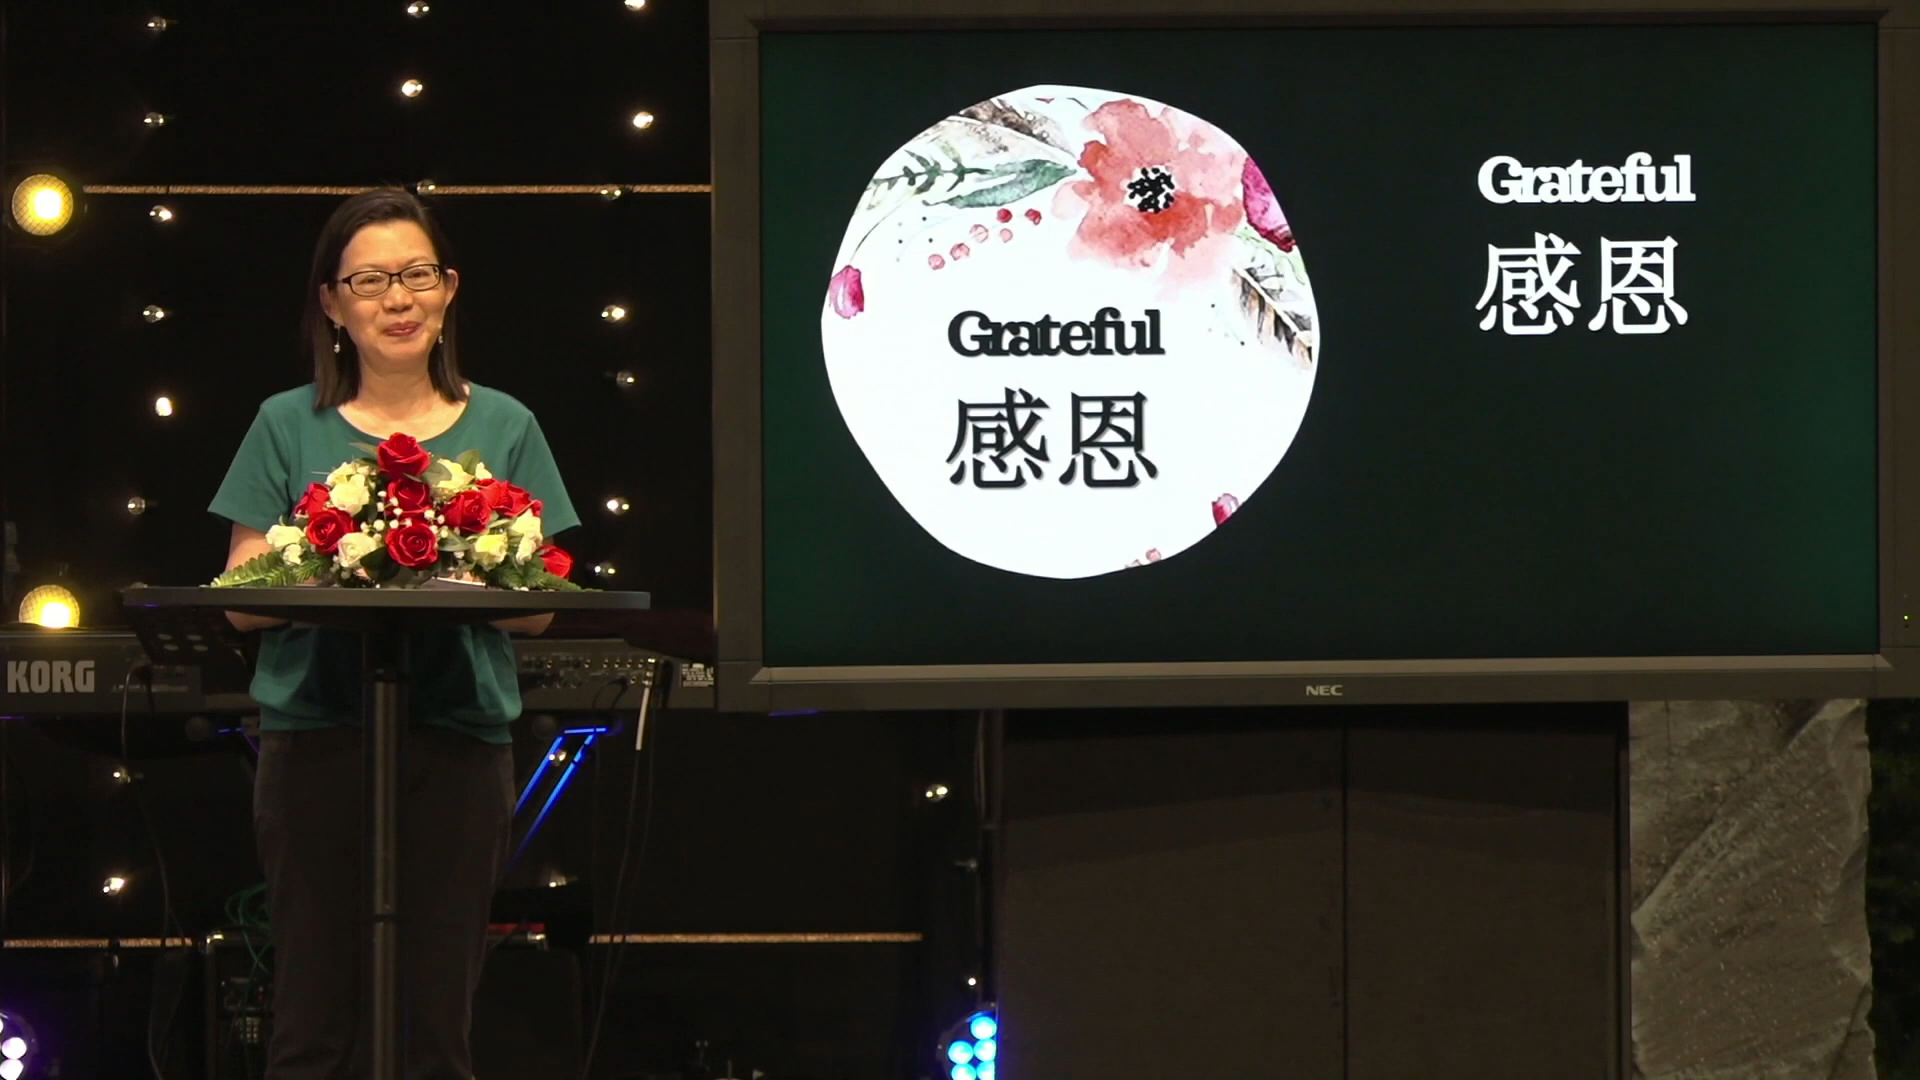 Grateful
感恩
Grateful
感恩
KORG
NEC